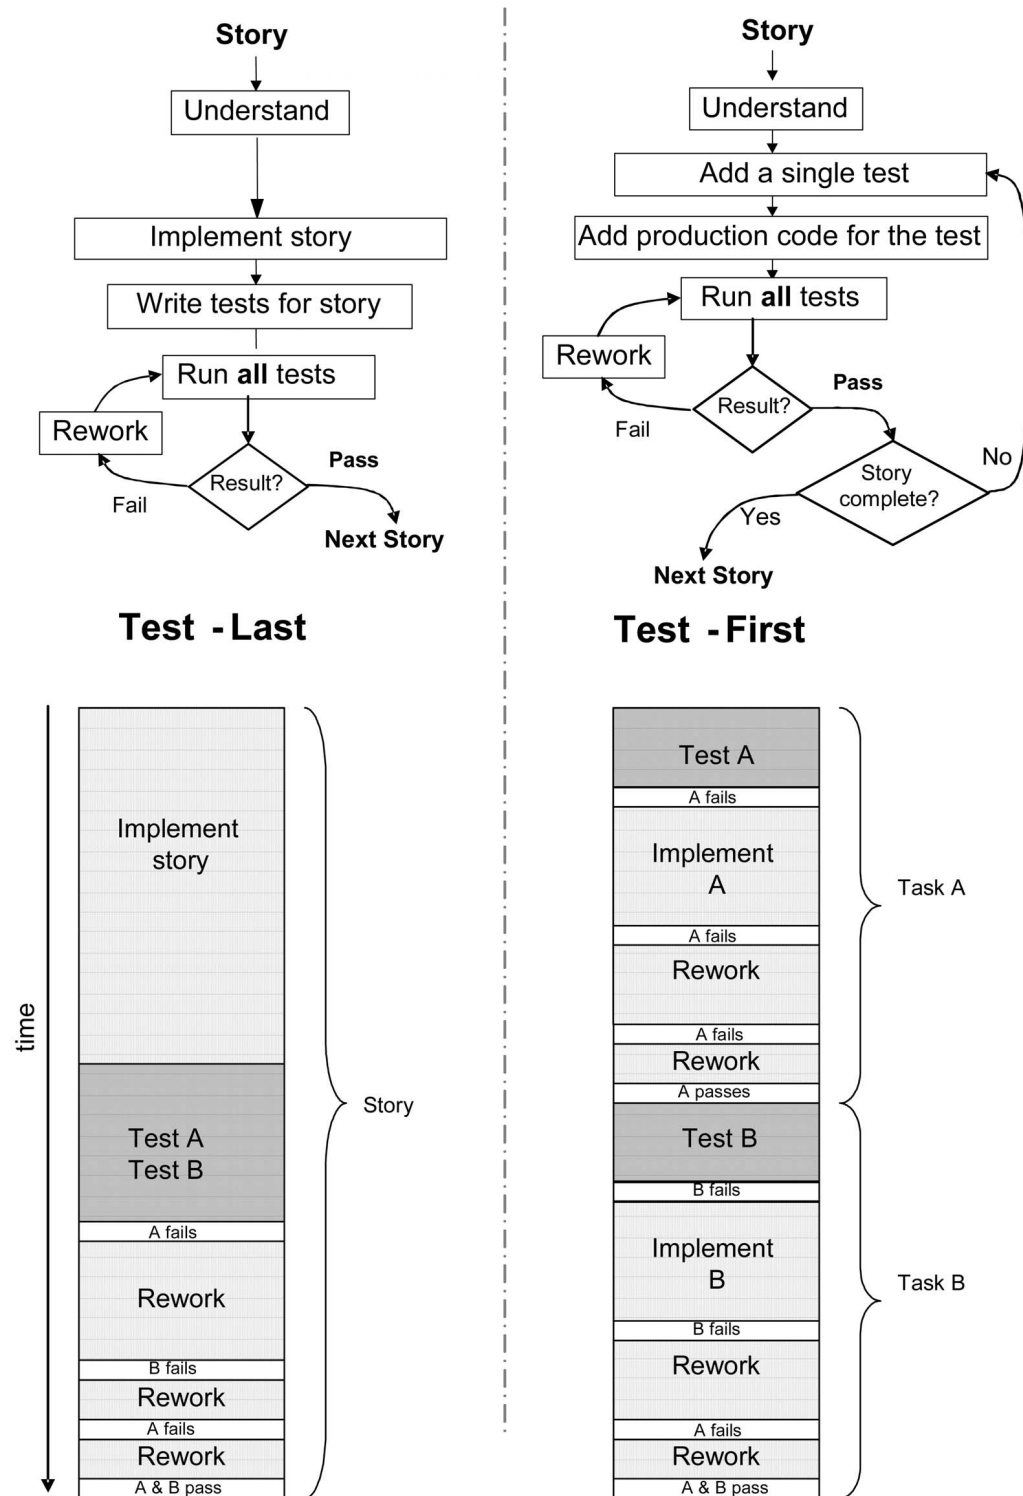 Story
Understand
Implement story
Write tests for story
Run all tests
Rework
Result?
Pass
Fail
Next Story
Test - Last
Story
Understand
Add a single test
Add production code for the test
Run all tests
Rework
Result?
Pass
Fail
Story
complete?
No
Yes
Next Story
Test - First
time
Implement
story
Test A
Test B
A fails
Rework
B fails
Rework
A fails
Rework
A & B pass
Story
Test A
A fails
Implement
A
A fails
Rework
A fails
Rework
A passes
Task A
Test B
B fails
Implement
B
B fails
Rework
A fails
Rework
A & B pass
Task B